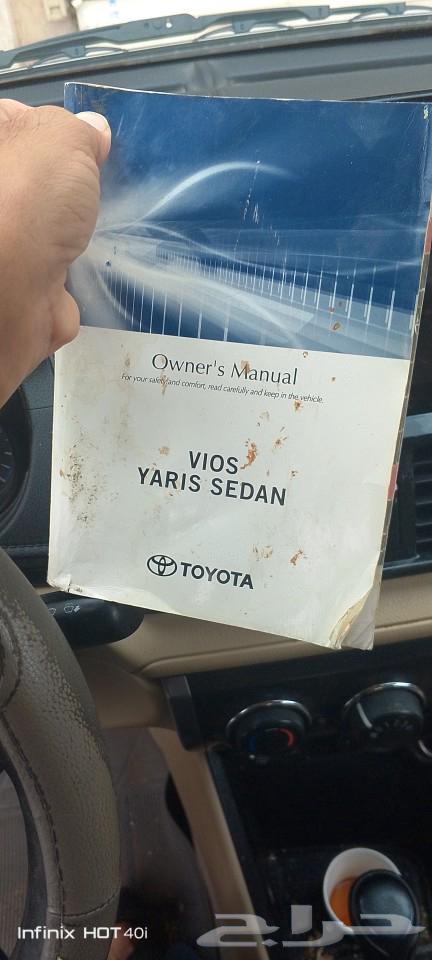 Owner's Manual
For your safety and comfort, read carefully and keep in the vehicle.
VIOS
YARIS SEDAN
TOYOTA
Infinix HOT 40i
حراج